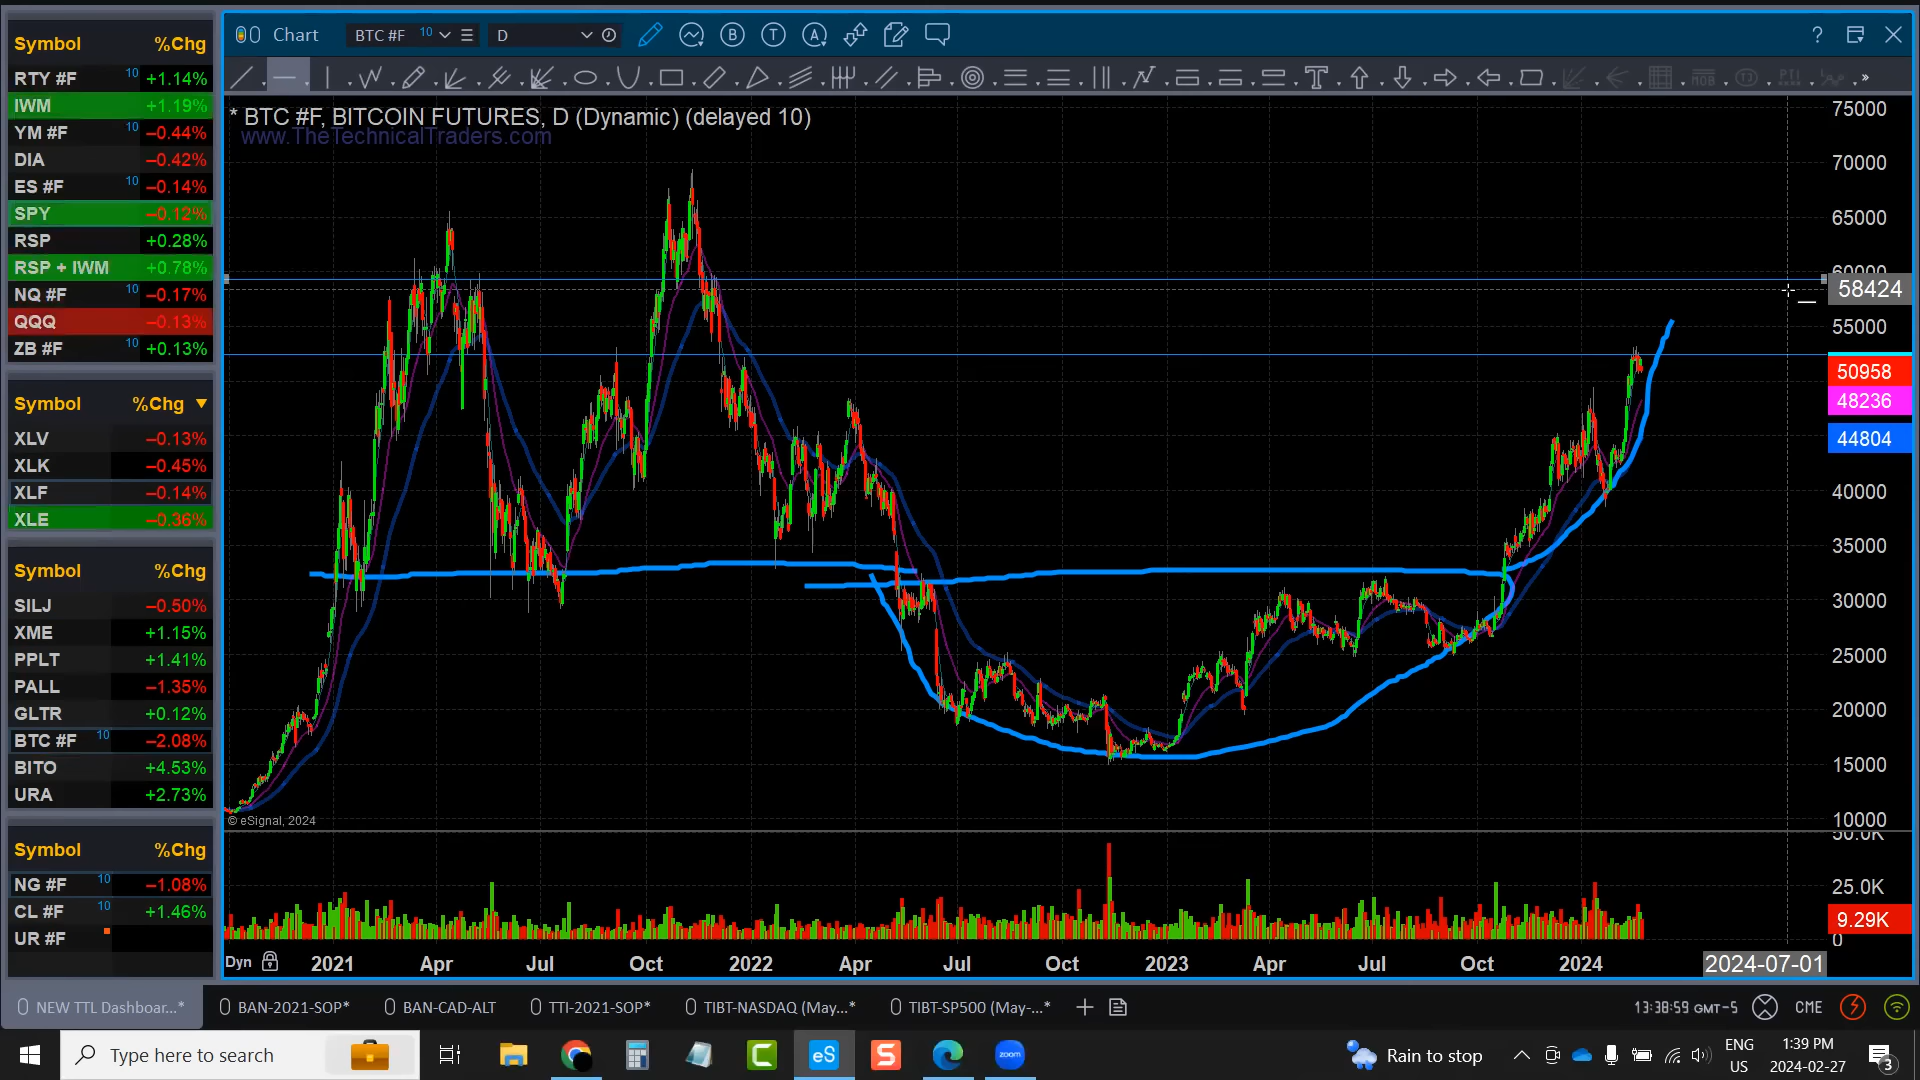 Symbol %Chg
RTY #F 10 +1.14%
IWM +1.19%
YM #F 10 –0.44%
DIA –0.42%
ES #F 10 –0.14%
SPY –0.12%
RSP +0.28%
RSP + IWM +0.78%
NQ #F 10 –0.17%
QQQ –0.13%
ZB #F 10 +0.13%
Symbol %Chg ▼
XLV –0.13%
XLK –0.45%
XLF –0.14%
XLE –0.36%
Symbol %Chg
SILJ –0.50%
XME +1.15%
PPLT +1.41%
PALL –1.35%
GLTR +0.12%
BTC #F 10 –2.08%
BITO +4.53%
URA +2.73%
Symbol %Chg
NG #F 10 –1.08%
CL #F 10 +1.46%
UR #F
Chart BTC #F 10 D
* BTC #F, BITCOIN FUTURES, D (Dynamic) (delayed 10)
www.TheTechnicalTraders.com
75000
70000
65000
60000
58424
55000
50958
48236
44804
40000
35000
30000
25000
20000
15000
10000
© eSignal, 2024
50.0K
25.0K
9.29K
0
Dyn 2021 Apr Jul Oct 2022 Apr Jul Oct 2023 Apr Jul Oct 2024 2024-07-01
NEW TTL Dashboar...* BAN-2021-SOP* BAN-CAD-ALT TTI-2021-SOP* TIBT-NASDAQ (May...* TIBT-SP500 (May-...* 13:38:59 GMT-5 CME
Type here to search eS S zoom Rain to stop ENG US 1:39 PM 2024-02-27 3